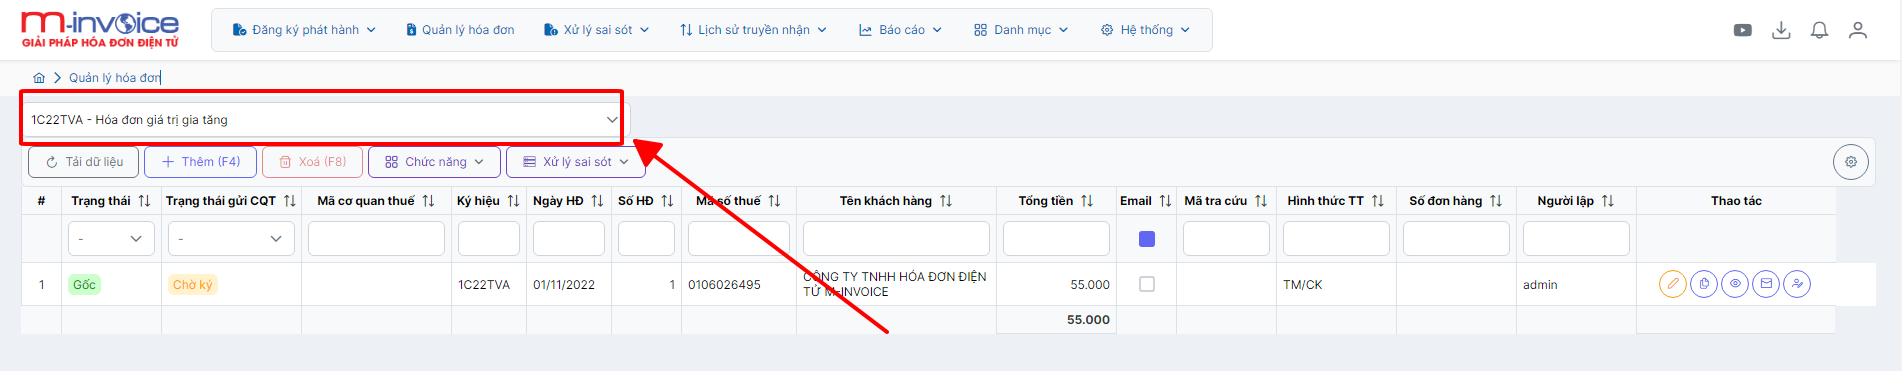 m-invoice
GIẢI PHÁP HÓA ĐƠN ĐIỆN TỬ
Đăng ký phát hành
Quản lý hóa đơn
Xử lý sai sót
Lịch sử truyền nhận
Báo cáo
Danh mục
Hệ thống
Quản lý hóa đơn
1C22TVA - Hóa đơn giá trị gia tăng
Tải dữ liệu
Thêm (F4)
Xoá (F8)
Chức năng
Xử lý sai sót
# Trạng thái Trạng thái gửi CQT Mã cơ quan thuế Ký hiệu Ngày HĐ Số HĐ Mã số thuế Tên khách hàng Tổng tiền Email Mã tra cứu Hình thức TT Số đơn hàng Người lập Thao tác
- -
1 Gốc Chờ ký 1C22TVA 01/11/2022 1 0106026495 CÔNG TY TNHH HÓA ĐƠN ĐIỆN
TỬ M-INVOICE 55.000 TM/CK admin
55.000